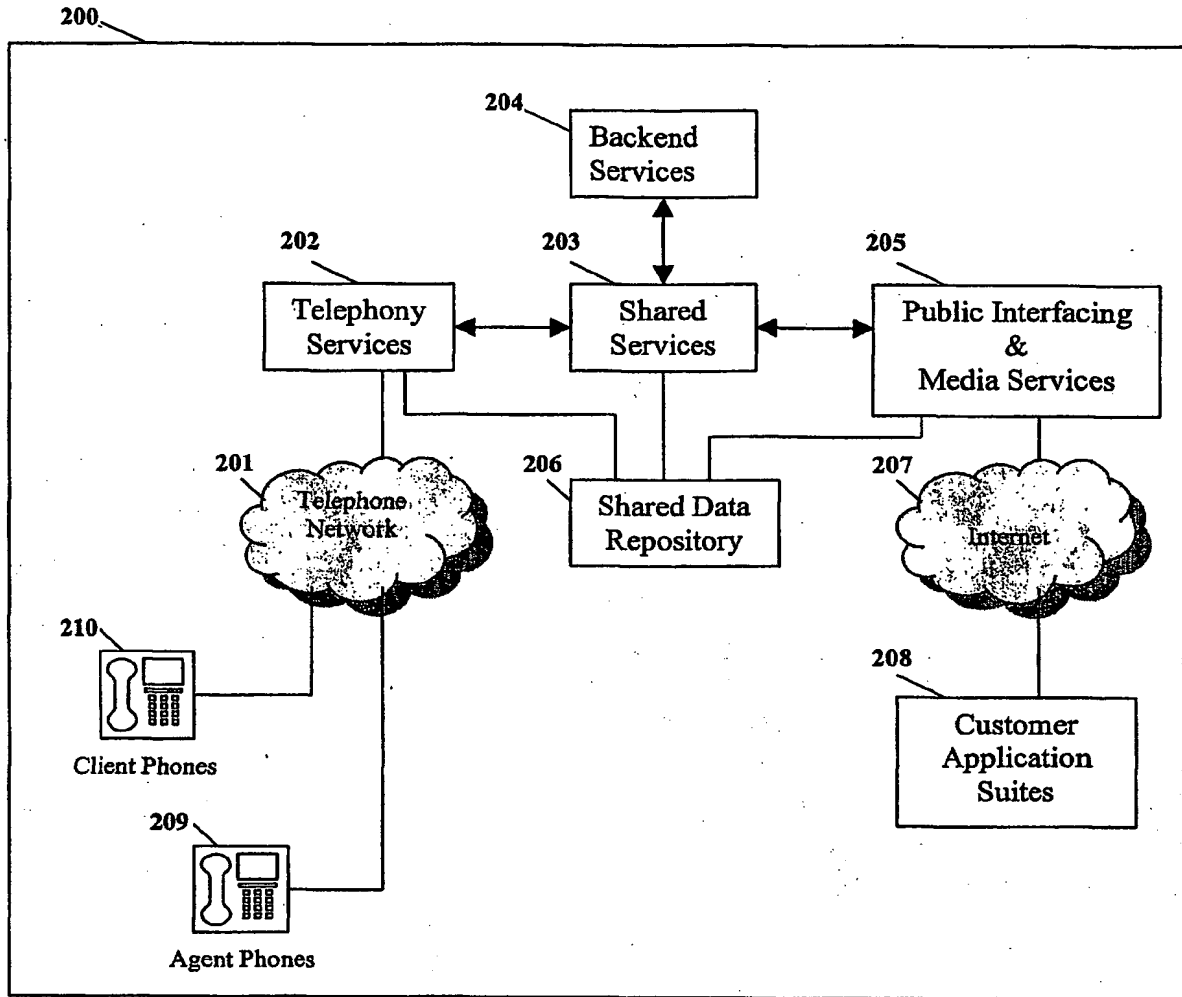 200
204
Backend
Services
202
203
205
Telephony
Services
Shared
Services
Public Interfacing
&
Media Services
201
Telephone
Network
206
Shared Data
Repository
207
Internet
210
Client Phones
208
Customer
Application
Suites
209
Agent Phones